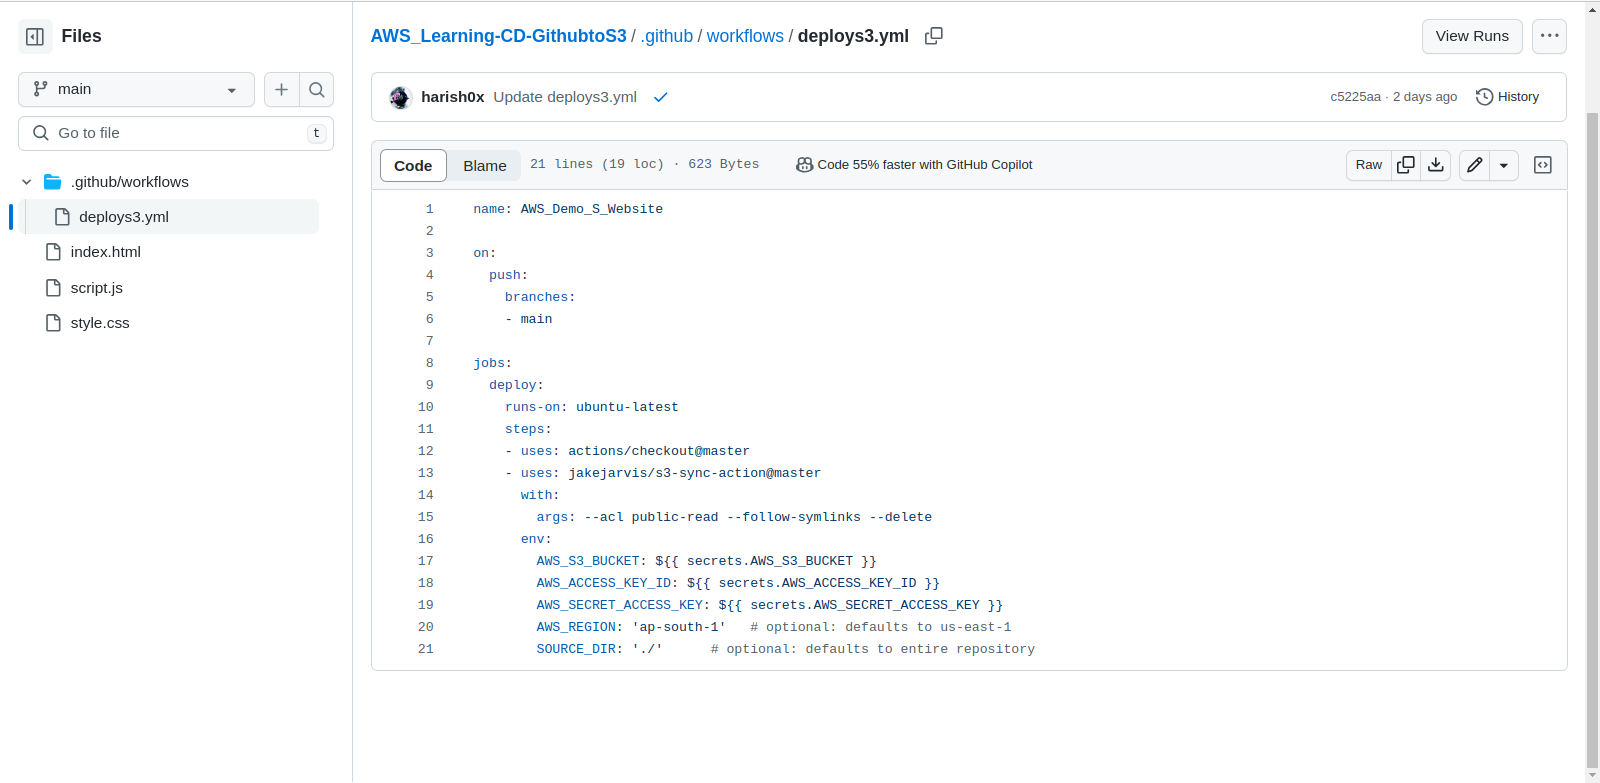 Files
main
Go to file
t
.github/workflows
deploys3.yml
index.html
script.js
style.css
AWS_Learning-CD-GithubtoS3 / .github / workflows / deploys3.yml
View Runs
harish0x Update deploys3.yml
c5225aa · 2 days ago
History
Code
Blame
21 lines (19 loc) · 623 Bytes
Code 55% faster with GitHub Copilot
Raw
1 name: AWS_Demo_S_Website
2
3 on:
4 push:
5 branches:
6 - main
7
8 jobs:
9 deploy:
10 runs-on: ubuntu-latest
11 steps:
12 - uses: actions/checkout@master
13 - uses: jakejarvis/s3-sync-action@master
14 with:
15 args: --acl public-read --follow-symlinks --delete
16 env:
17 AWS_S3_BUCKET: ${{ secrets.AWS_S3_BUCKET }}
18 AWS_ACCESS_KEY_ID: ${{ secrets.AWS_ACCESS_KEY_ID }}
19 AWS_SECRET_ACCESS_KEY: ${{ secrets.AWS_SECRET_ACCESS_KEY }}
20 AWS_REGION: 'ap-south-1' # optional: defaults to us-east-1
21 SOURCE_DIR: './' # optional: defaults to entire repository